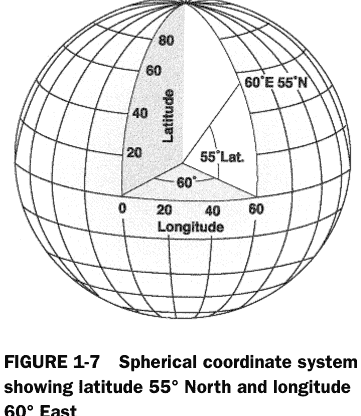 80
60
60°E 55°N
40
Latitude
20
55°Lat.
60°
0 20 40 60
Longitude
FIGURE 1-7 Spherical coordinate system
showing latitude 55° North and longitude
60° East